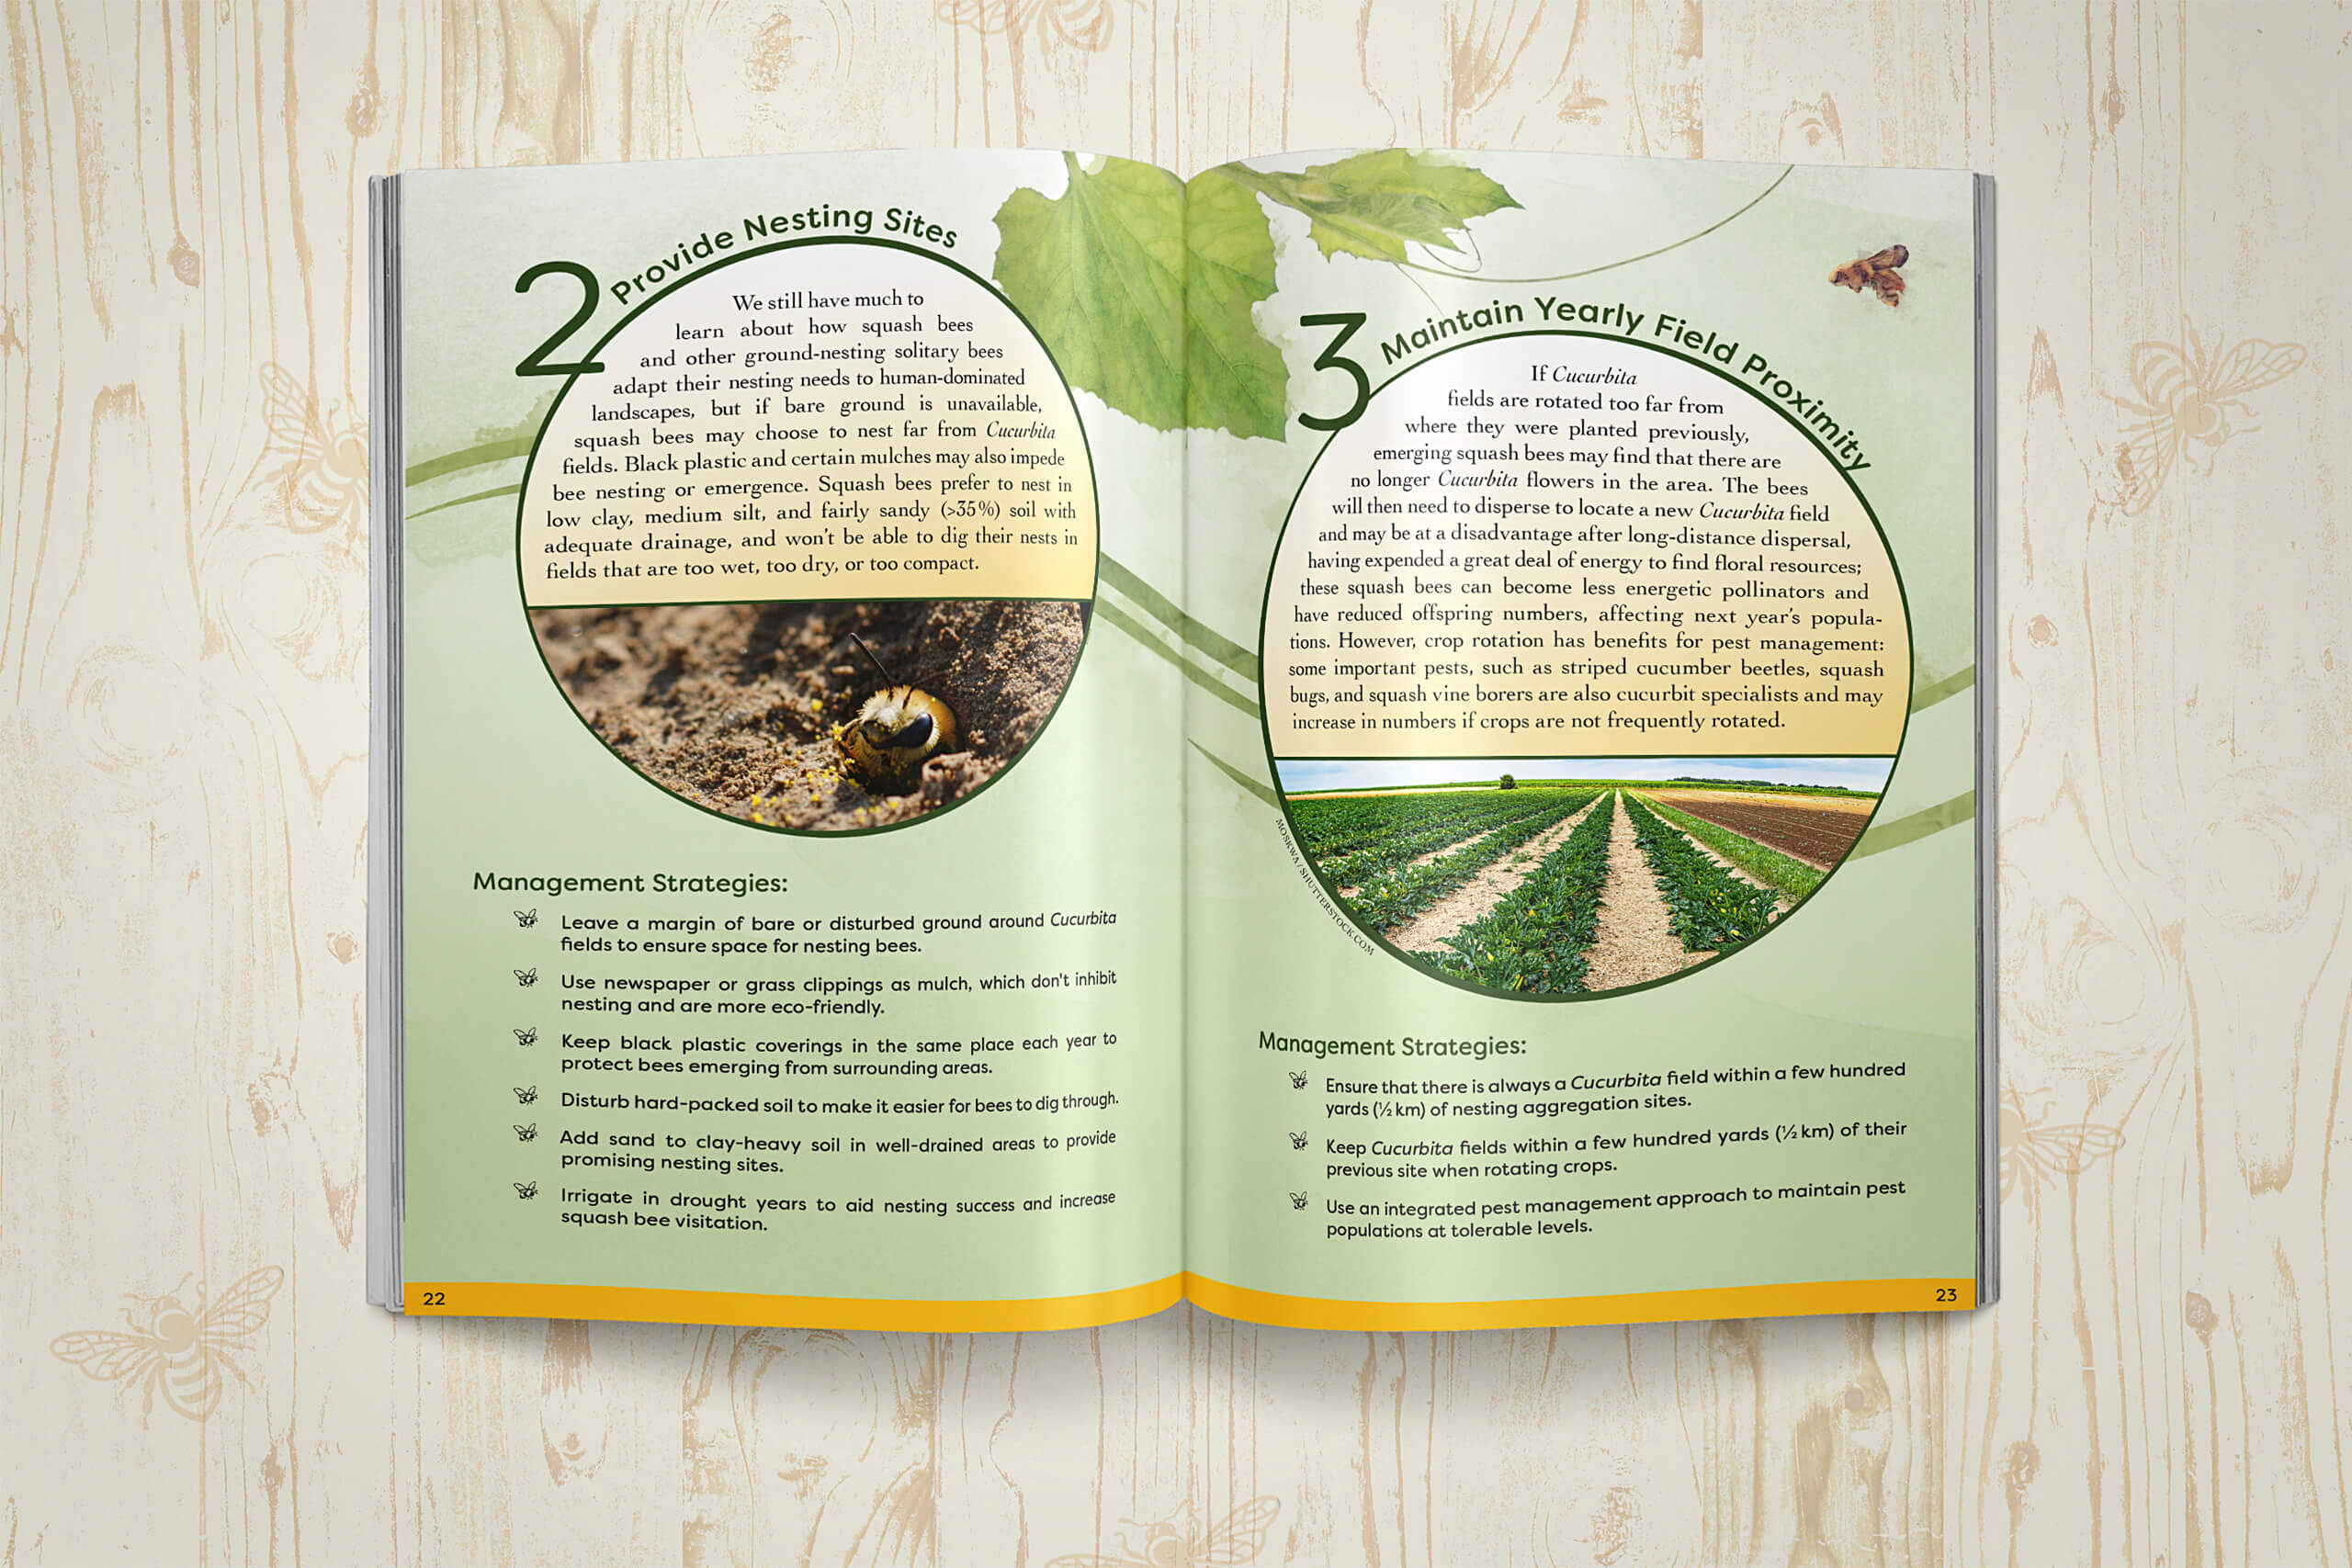 2 Provide Nesting Sites
We still have much to
learn about how squash bees
and other ground-nesting solitary bees
adapt their nesting needs to human-dominated
landscapes, but if bare ground is unavailable,
squash bees may choose to nest far from Cucurbita
fields. Black plastic and certain mulches may also impede
bee nesting or emergence. Squash bees prefer to nest in
low clay, medium silt, and fairly sandy (>35%) soil with
adequate drainage, and won't be able to dig their nests in
fields that are too wet, too dry, or too compact.
Management Strategies:
Leave a margin of bare or disturbed ground around Cucurbita
fields to ensure space for nesting bees.
Use newspaper or grass clippings as mulch, which don't inhibit
nesting and are more eco-friendly.
Keep black plastic coverings in the same place each year to
protect bees emerging from surrounding areas.
Disturb hard-packed soil to make it easier for bees to dig through.
Add sand to clay-heavy soil in well-drained areas to provide
promising nesting sites.
Irrigate in drought years to aid nesting success and increase
squash bee visitation.
22
3 Maintain Yearly Field Proximity
If Cucurbita
fields are rotated too far from
where they were planted previously,
emerging squash bees may find that there are
no longer Cucurbita flowers in the area. The bees
will then need to disperse to locate a new Cucurbita field
and may be at a disadvantage after long-distance dispersal,
having expended a great deal of energy to find floral resources;
these squash bees can become less energetic pollinators and
have reduced offspring numbers, affecting next year's popula-
tions. However, crop rotation has benefits for pest management:
some important pests, such as striped cucumber beetles, squash
bugs, and squash vine borers are also cucurbit specialists and may
increase in numbers if crops are not frequently rotated.
MOSKWA / SHUTTERSTOCK.COM
Management Strategies:
Ensure that there is always a Cucurbita field within a few hundred
yards (½ km) of nesting aggregation sites.
Keep Cucurbita fields within a few hundred yards (½ km) of their
previous site when rotating crops.
Use an integrated pest management approach to maintain pest
populations at tolerable levels.
23